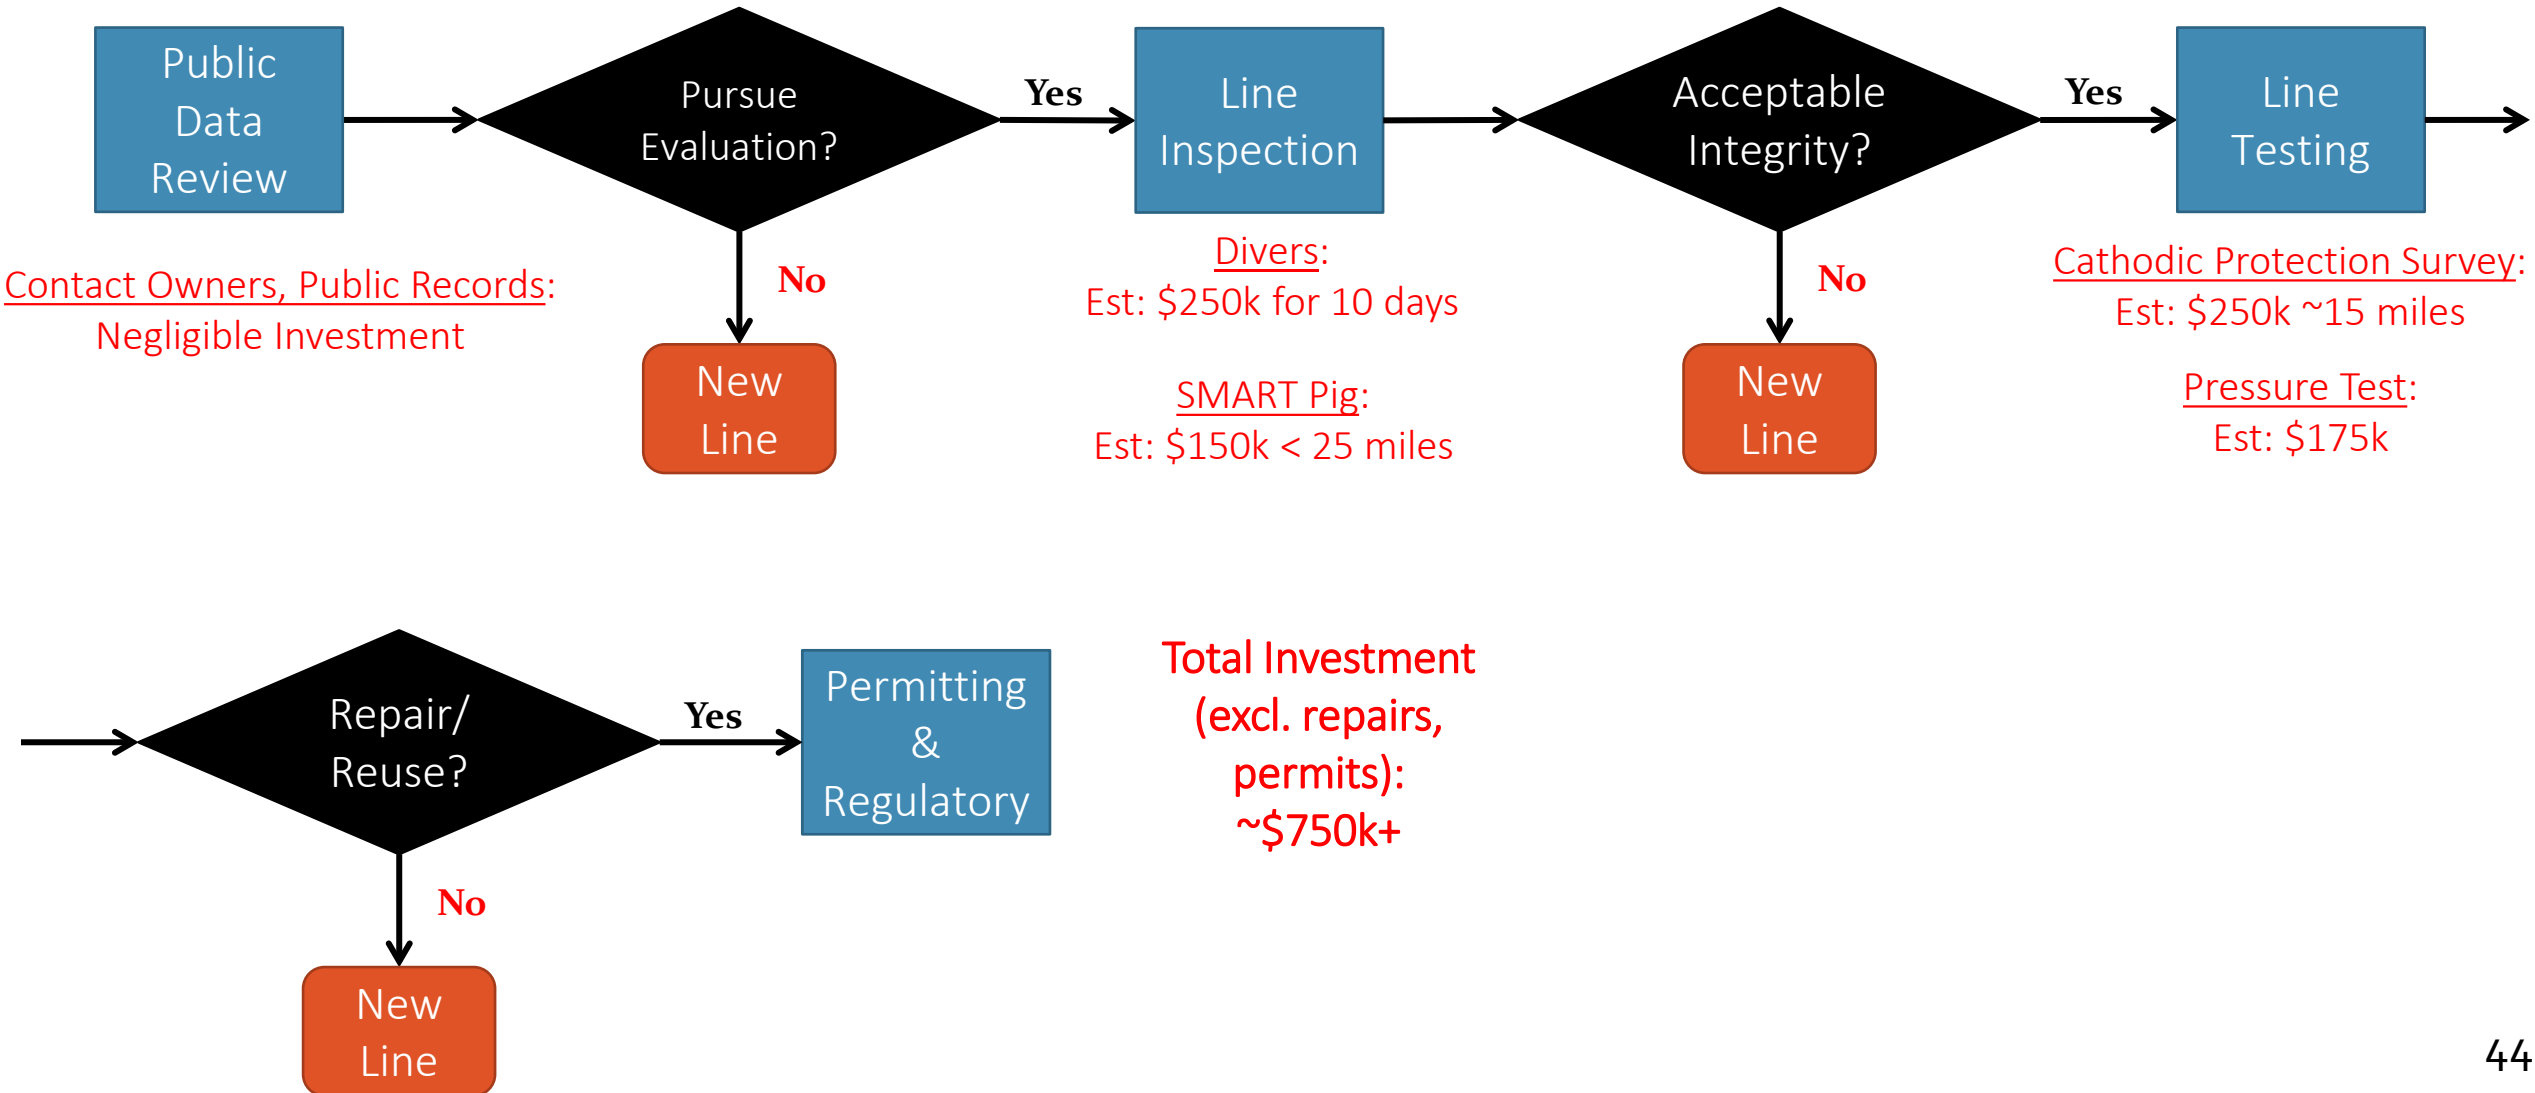 Public
Data
Review
Pursue
Evaluation?
Yes
Line
Inspection
Acceptable
Integrity?
Yes
Line
Testing
Contact Owners, Public Records:
Negligible Investment
No
New
Line
Divers:
Est: $250k for 10 days
SMART Pig:
Est: $150k < 25 miles
No
New
Line
Cathodic Protection Survey:
Est: $250k ~15 miles
Pressure Test:
Est: $175k
Repair/
Reuse?
Yes
Permitting
&
Regulatory
Total Investment
(excl. repairs,
permits):
~$750k+
No
New
Line
44